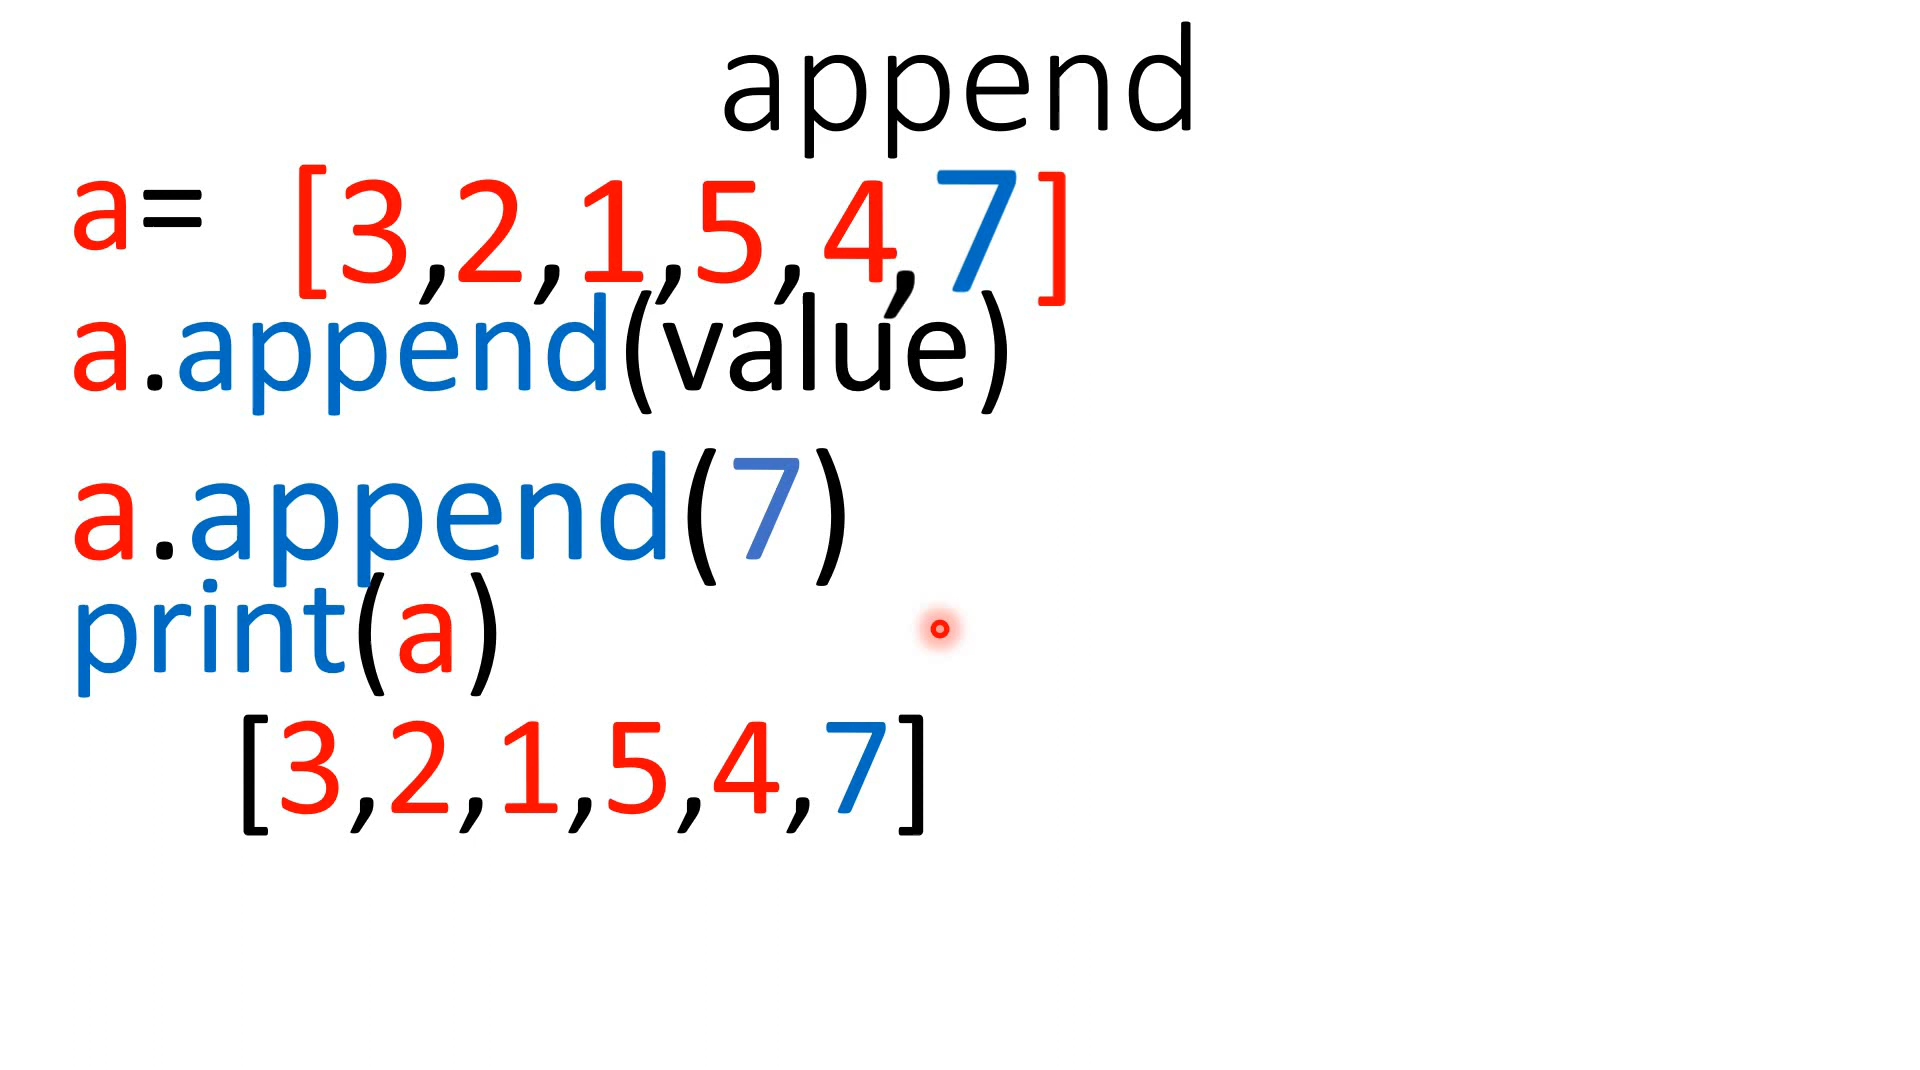 append
a= [3,2,1,5,4,7]
a.append(value)
a.append(7)
print(a)
[3,2,1,5,4,7]